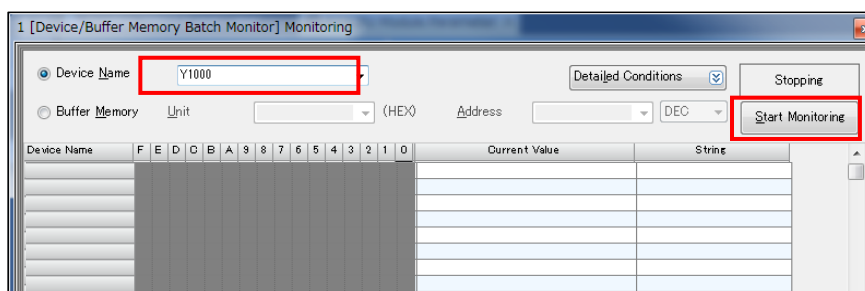 1 [Device/Buffer Memory Batch Monitor] Monitoring
Device Name Y1000 Detailed Conditions Stopping
Buffer Memory Unit (HEX) Address DEC Start Monitoring
Device Name F E D C B A 9 8 7 6 5 4 3 2 1 0 Current Value String